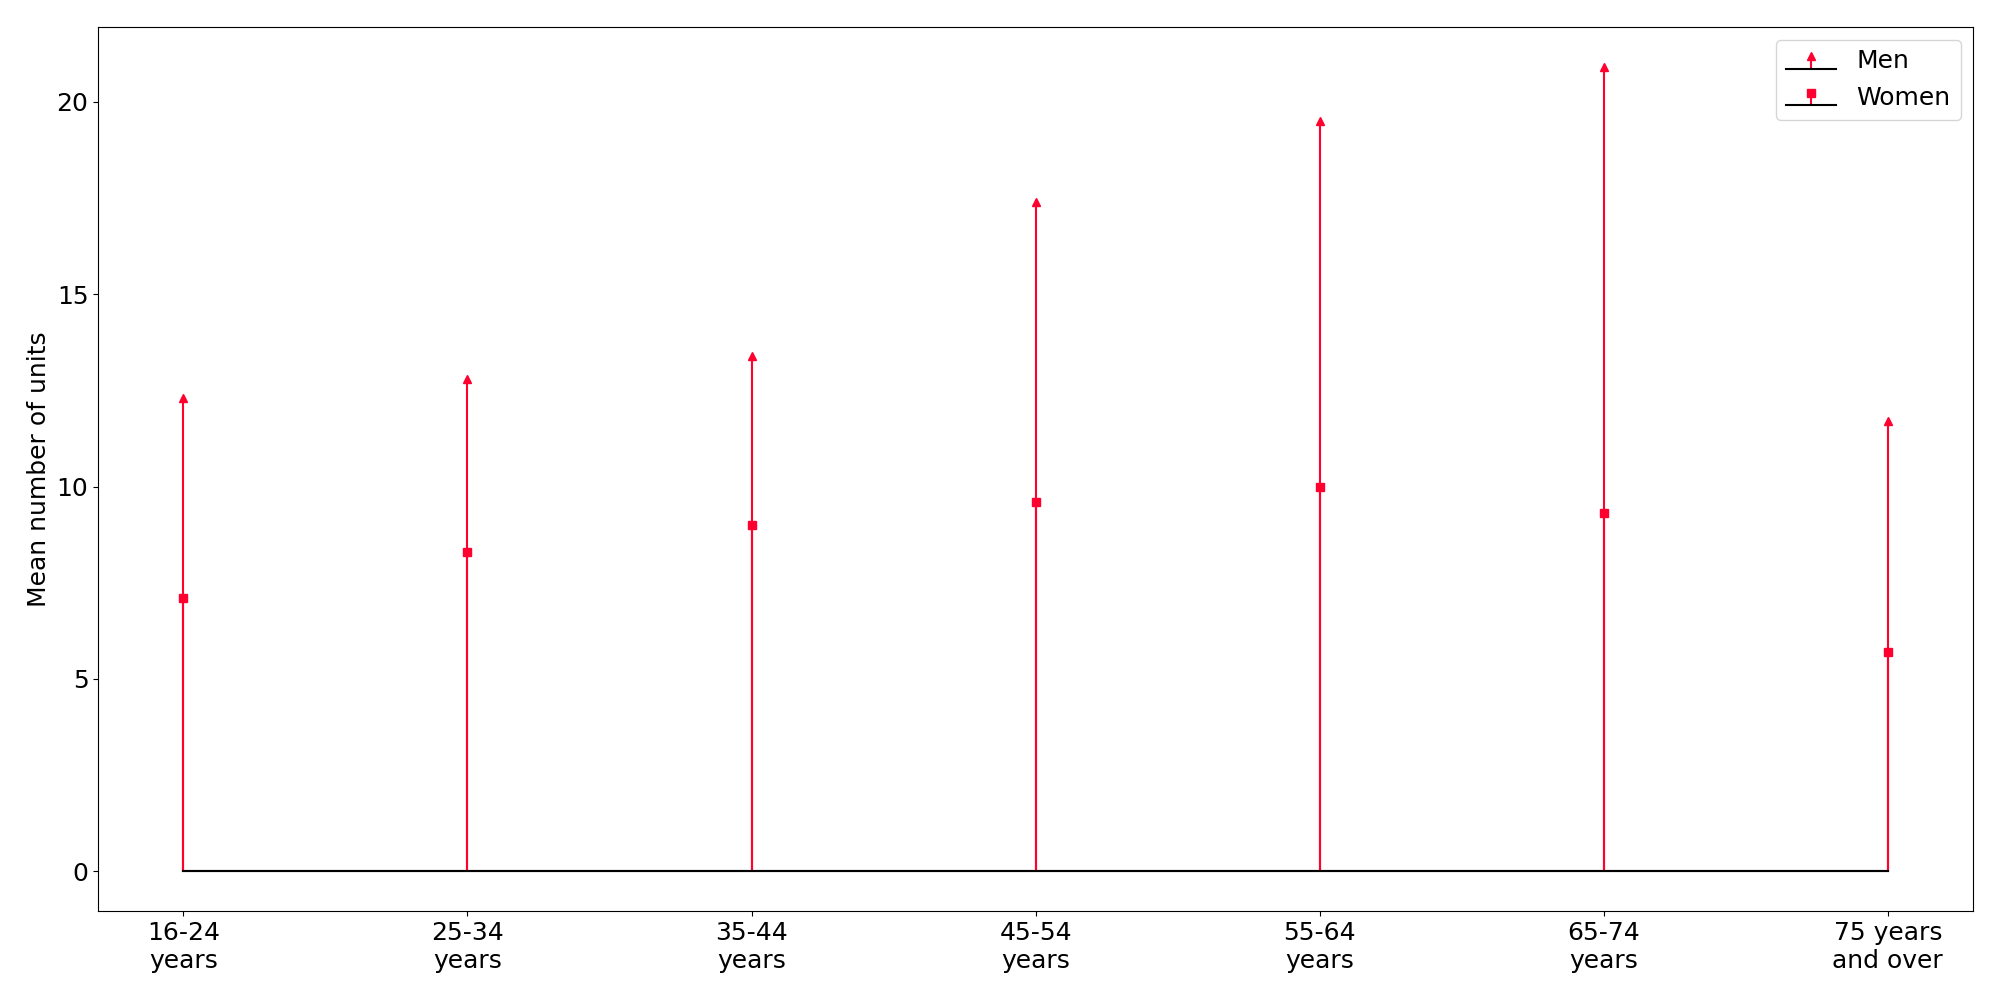 Men
Women
Mean number of units
20
15
10
5
0
16-24
years
25-34
years
35-44
years
45-54
years
55-64
years
65-74
years
75 years
and over